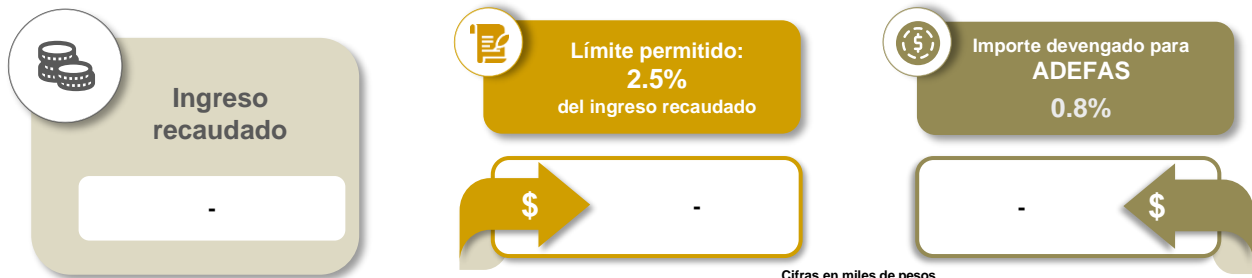 Ingreso
recaudado
-
Límite permitido:
2.5%
del ingreso recaudado
$
-
Importe devengado para
ADEFAS
0.8%
-
$
Cifras en miles de pesos